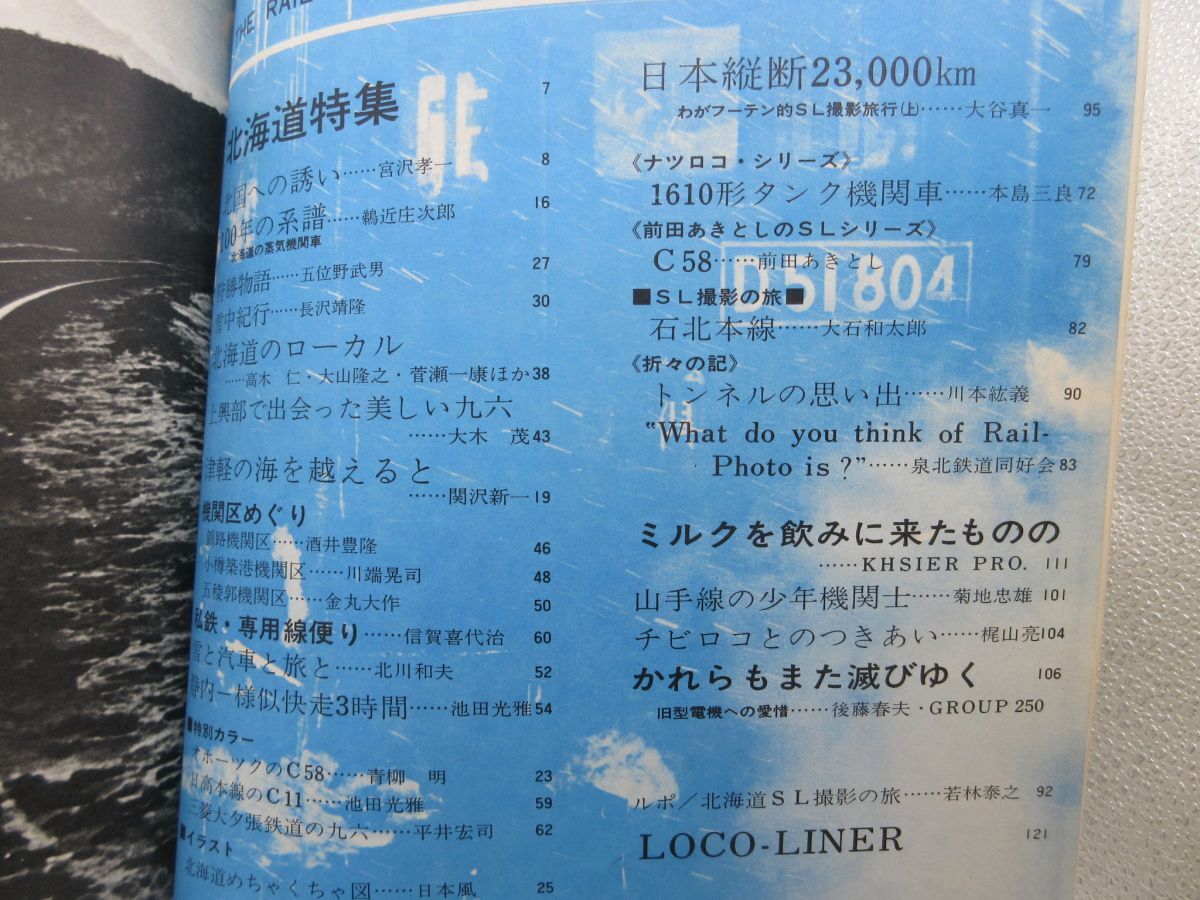 THE RAIL
北海道特集 7
北国への誘い……宮沢孝一 8
100年の系譜……鵜近庄次郎 16
北海道の蒸気機関車
狩勝物語……五位野武男 27
雪中紀行……長沢靖隆 30
北海道のローカル
……高木 仁・大山隆之・菅瀬一康ほか 38
上興部で出会った美しい九六
……大木 茂 43
津軽の海を越えると
……関沢新一 19
機関区めぐり
釧路機関区……酒井豊隆 46
小樽築港機関区……川端晃司 48
五稜郭機関区……金丸大作 50
私鉄・専用線便り……信賀喜代治 60
雪と汽車と旅と……北川和夫 52
静内―様似快走3時間……池田光雅 54
■特別カラー
オホーツクのC58……青柳 明 23
日高本線のC11……池田光雅 59
三菱大夕張鉄道の九六……平井宏司 62
■イラスト
北海道めちゃくちゃ図……日本風 25
日本縦断23,000km
わがフーテン的SL撮影旅行(上)……大谷真一 95
《ナツロコ・シリーズ》
1610形タンク機関車……本島三良 72
《前田あきとしのSLシリーズ》
C58……前田あきとし 79
D51804
■SL撮影の旅■
石北本線……大石和太郎 82
《折々の記》
トンネルの思い出……川本紘義 90
"What do you think of Rail-
Photo is ?"……泉北鉄道同好会 83
ミルクを飲みに来たものの
……KHSIER PRO. 111
山手線の少年機関士……菊地忠雄 101
チビロコとのつきあい……梶山亮 104
かれらもまた滅びゆく 106
旧型電機への愛惜……後藤春夫・GROUP 250
ルポ/北海道SL撮影の旅……若林泰之 92
LOCO-LINER 121